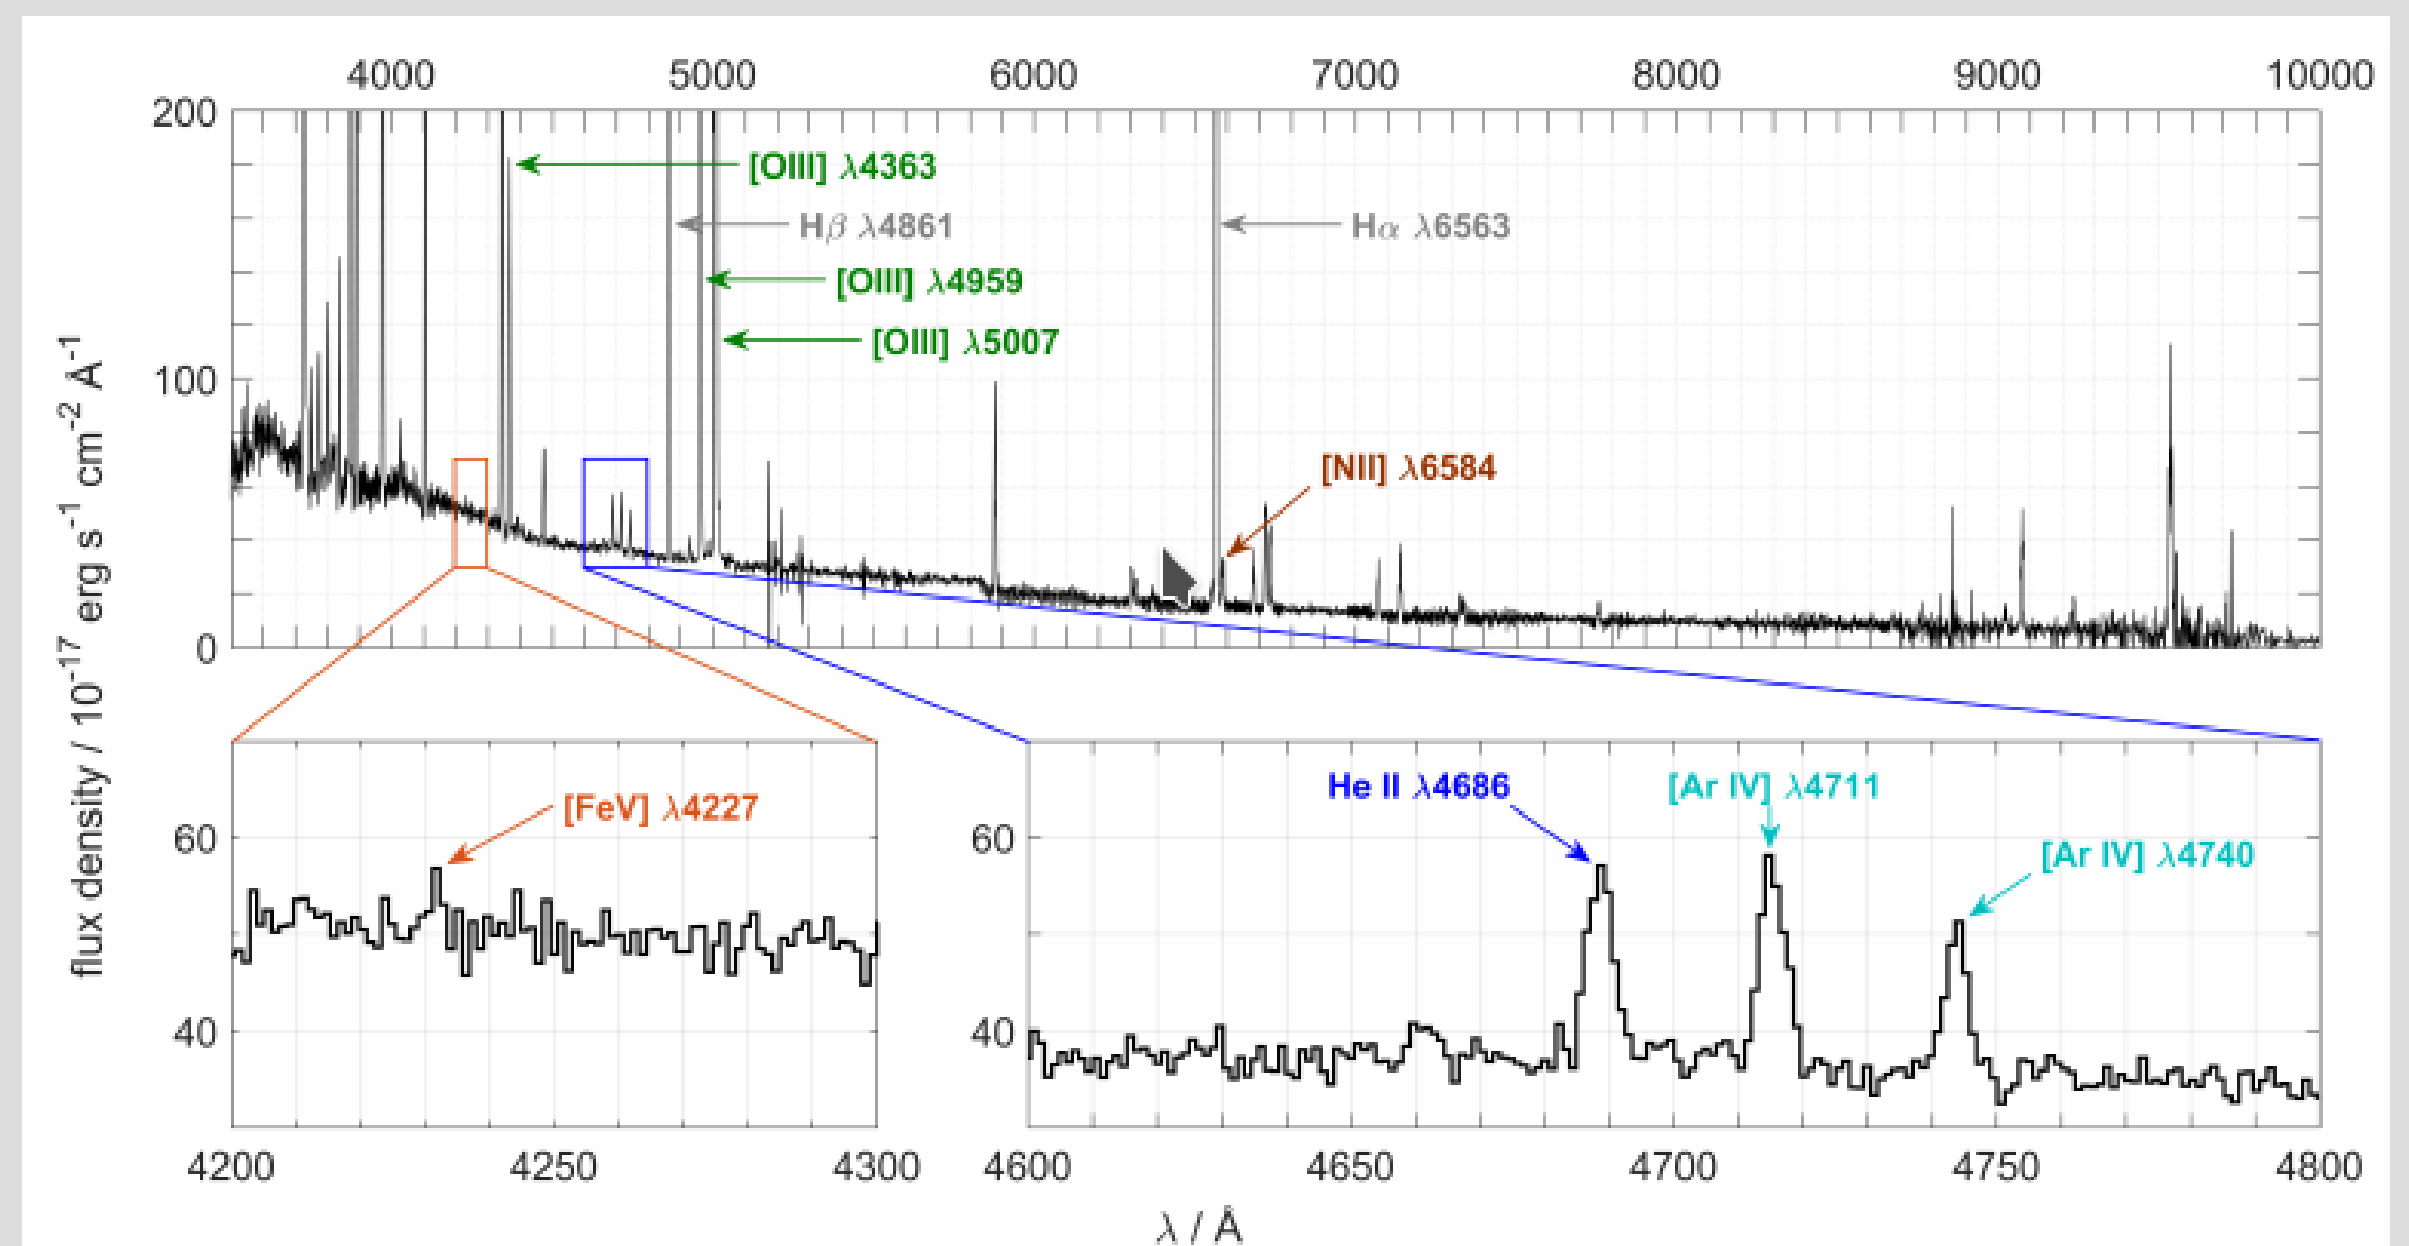 4000 5000 6000 7000 8000 9000 10000
200
[OIII] λ4363
Hβ λ4861
Hα λ6563
[OIII] λ4959
[OIII] λ5007
100
[NII] λ6584
0
flux density / 10⁻¹⁷ erg s⁻¹ cm⁻² Å⁻¹
[FeV] λ4227
60
40
4200 4250 4300
He II λ4686
[Ar IV] λ4711
[Ar IV] λ4740
60
40
4600 4650 4700 4750 4800
λ / Å